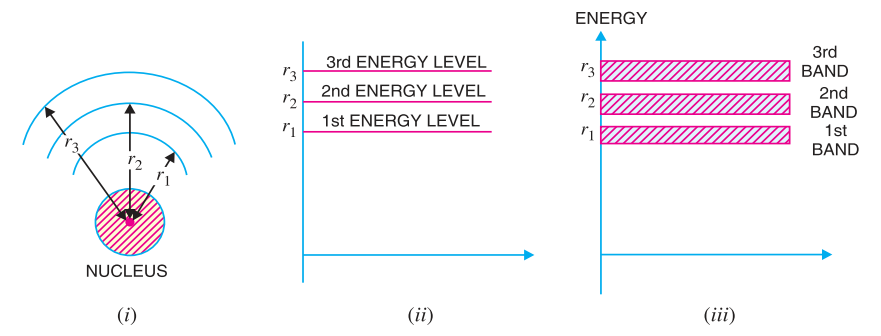 r3
r2
r1
NUCLEUS
(i)
r3
3rd ENERGY LEVEL
r2
2nd ENERGY LEVEL
r1
1st ENERGY LEVEL
(ii)
ENERGY
r3
3rd
BAND
r2
2nd
BAND
r1
1st
BAND
(iii)